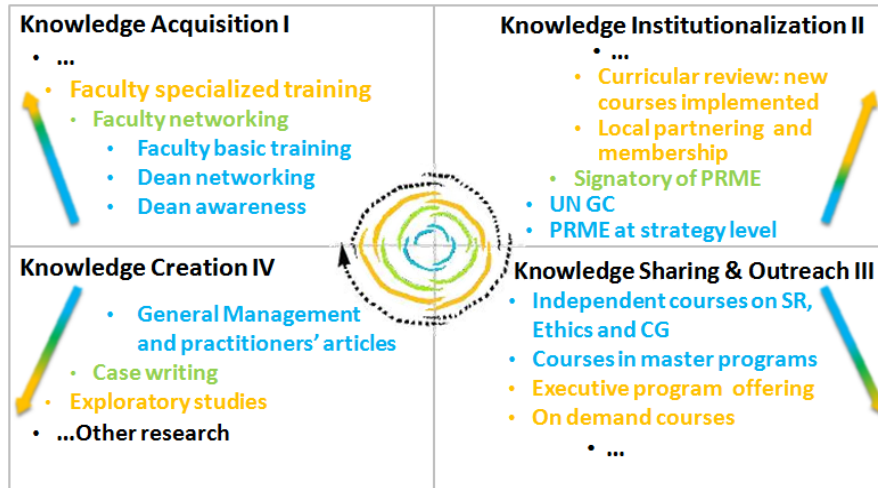 Knowledge Acquisition I
• ...
• Faculty specialized training
• Faculty networking
• Faculty basic training
• Dean networking
• Dean awareness
Knowledge Institutionalization II
• ...
• Curricular review: new
courses implemented
• Local partnering and
membership
• Signatory of PRME
• UN GC
• PRME at strategy level
Knowledge Creation IV
• General Management
and practitioners’ articles
• Case writing
• Exploratory studies
• ...Other research
Knowledge Sharing & Outreach III
• Independent courses on SR,
Ethics and CG
• Courses in master programs
• Executive program offering
• On demand courses
• ...